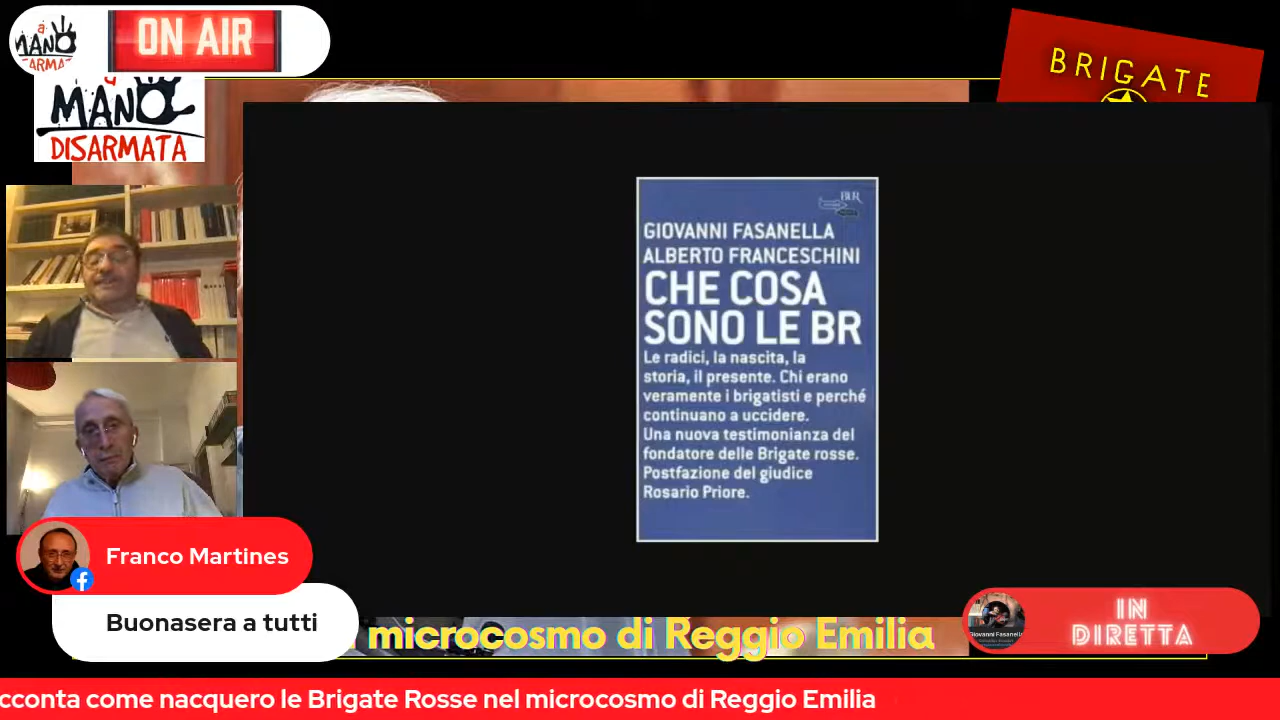 a
MANO
ARMA
ON AIR
a
MANO
DISARMATA
BRIGATE
BUR
GIOVANNI FASANELLA
ALBERTO FRANCESCHINI
CHE COSA
SONO LE BR
Le radici, la nascita, la
storia, il presente. Chi erano
veramente i brigatisti e perché
continuano a uccidere.
Una nuova testimonianza del
fondatore delle Brigate rosse.
Postfazione del giudice
Rosario Priore.
Franco Martines
Buonasera a tutti
microcosmo di Reggio Emilia
Giovanni Fasanella
IN
DIRETTA
cconta come nacquero le Brigate Rosse nel microcosmo di Reggio Emilia